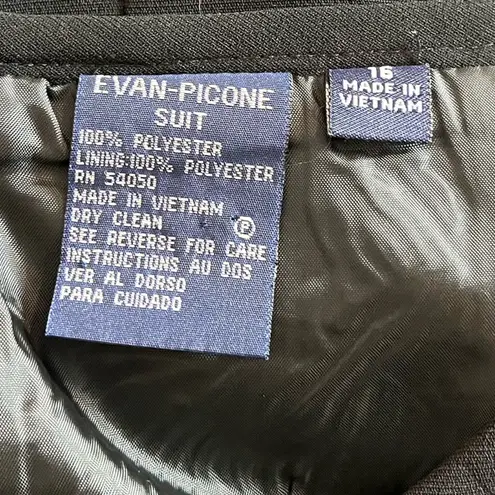 EVAN-PICONE
SUIT
100% POLYESTER
LINING:100% POLYESTER
RN 54050
MADE IN VIETNAM
DRY CLEAN Ⓟ
SEE REVERSE FOR CARE
INSTRUCTIONS AU DOS
VER AL DORSO
PARA CUIDADO
16
MADE IN
VIETNAM